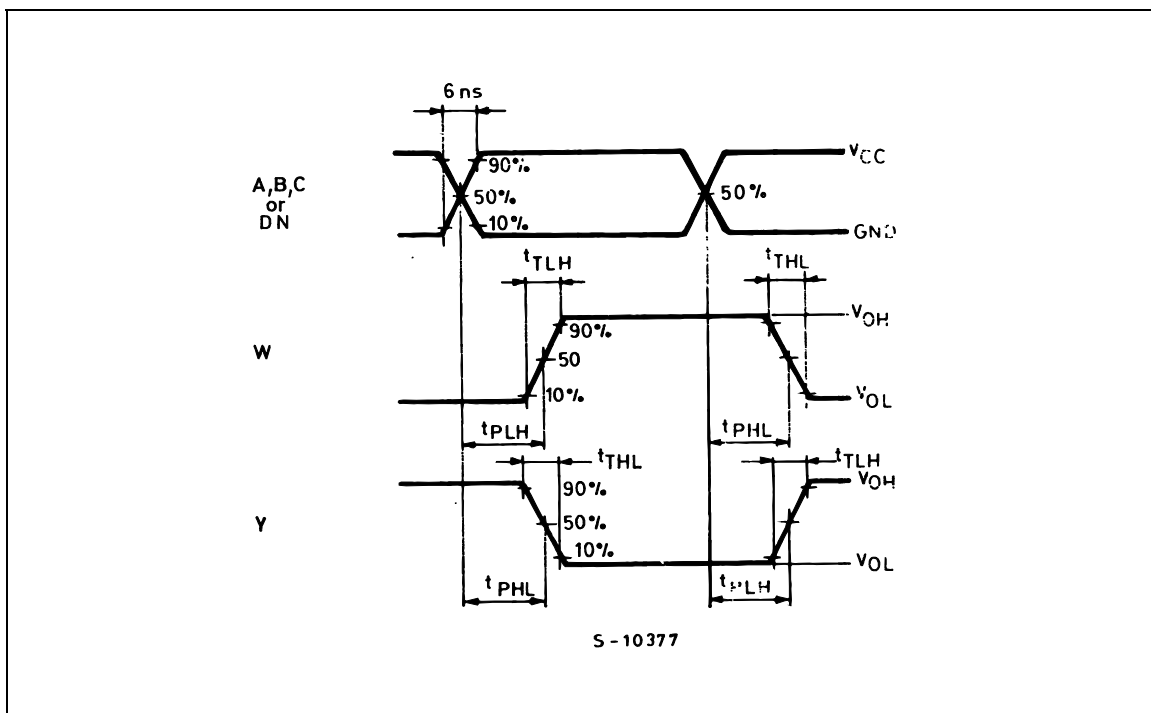 6 ns
VCC
90%
A,B,C
or
DN
50%
50%
10%
GND
tTLH
tTHL
VOH
90%
W
50
10%
VOL
tPLH
tPHL
tTHL
tTLH
VOH
90%
Y
50%
10%
VOL
tPHL
tPLH
S-10377